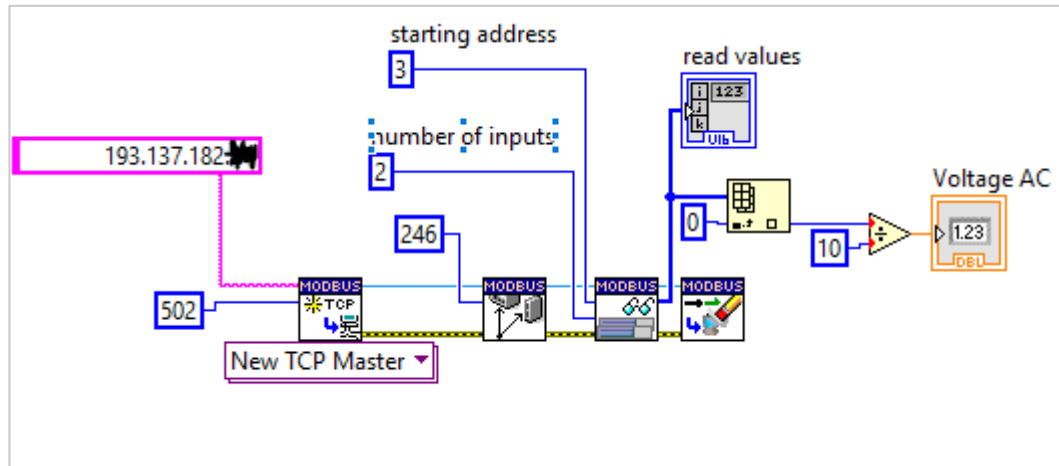 starting address
3
read values
i 123
j
k
U16
number of inputs
193.137.182.
2
Voltage AC
1.23
DBL
246
0
10
MODBUS
MODBUS
MODBUS
MODBUS
TCP
502
New TCP Master